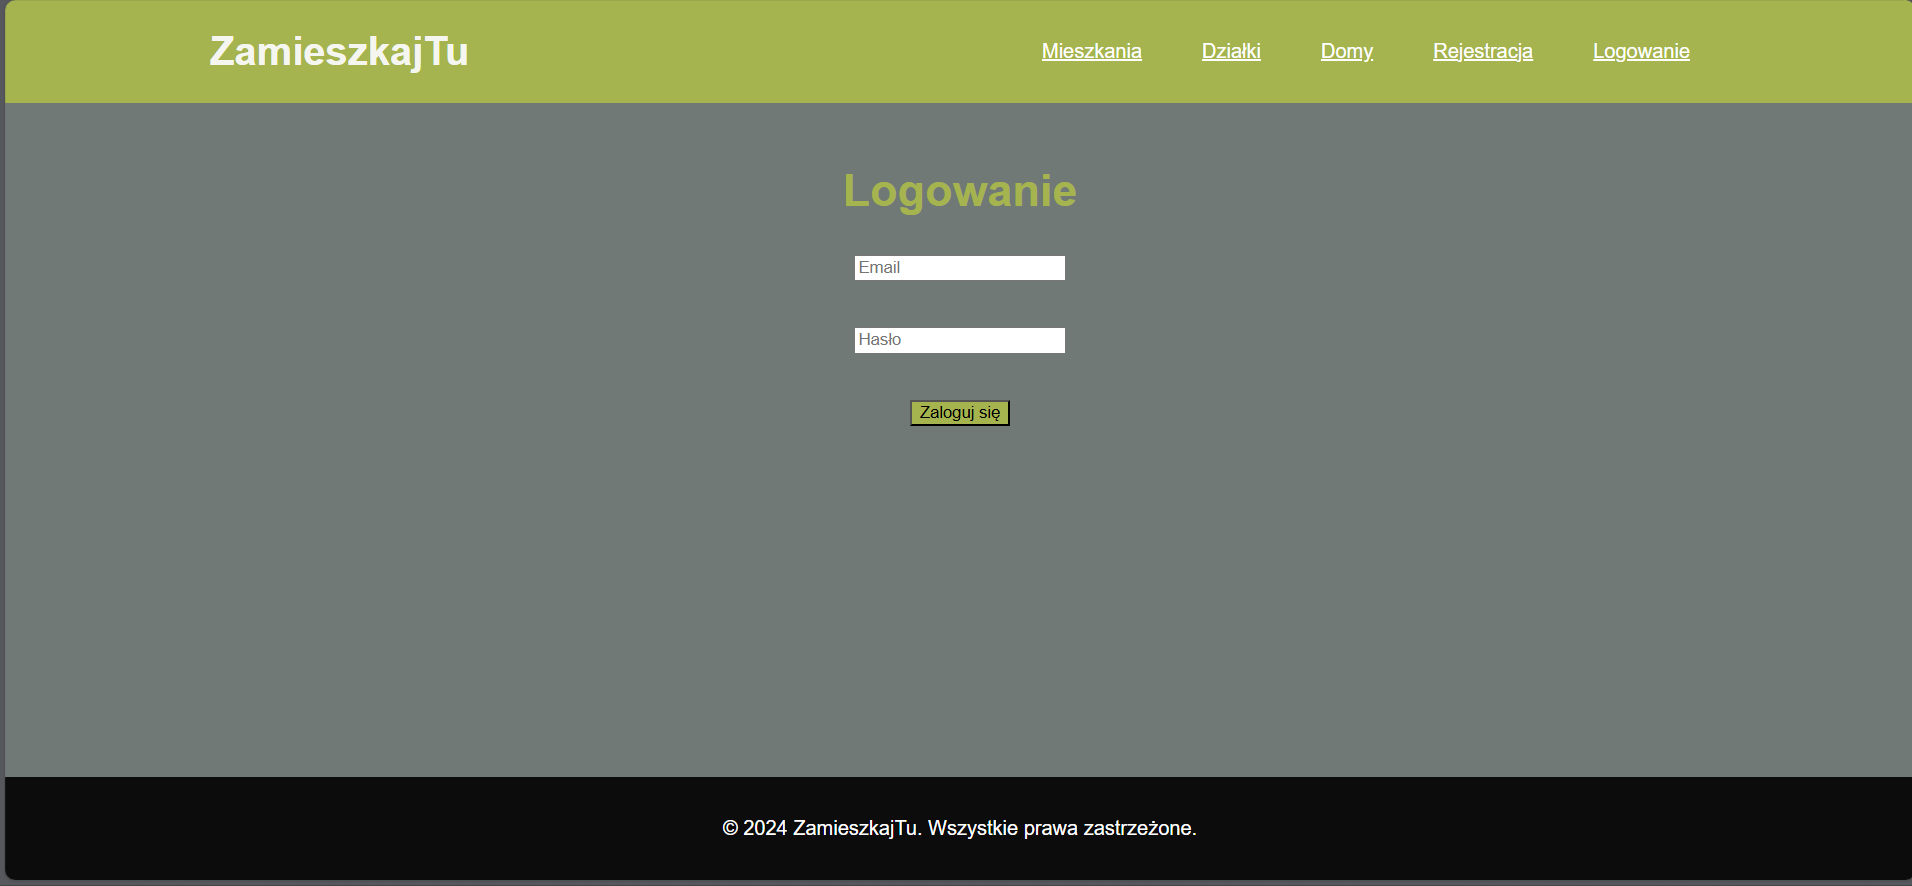 ZamieszkajTu
Mieszkania Działki Domy Rejestracja Logowanie
Logowanie
Email
Hasło
Zaloguj się
© 2024 ZamieszkajTu. Wszystkie prawa zastrzeżone.